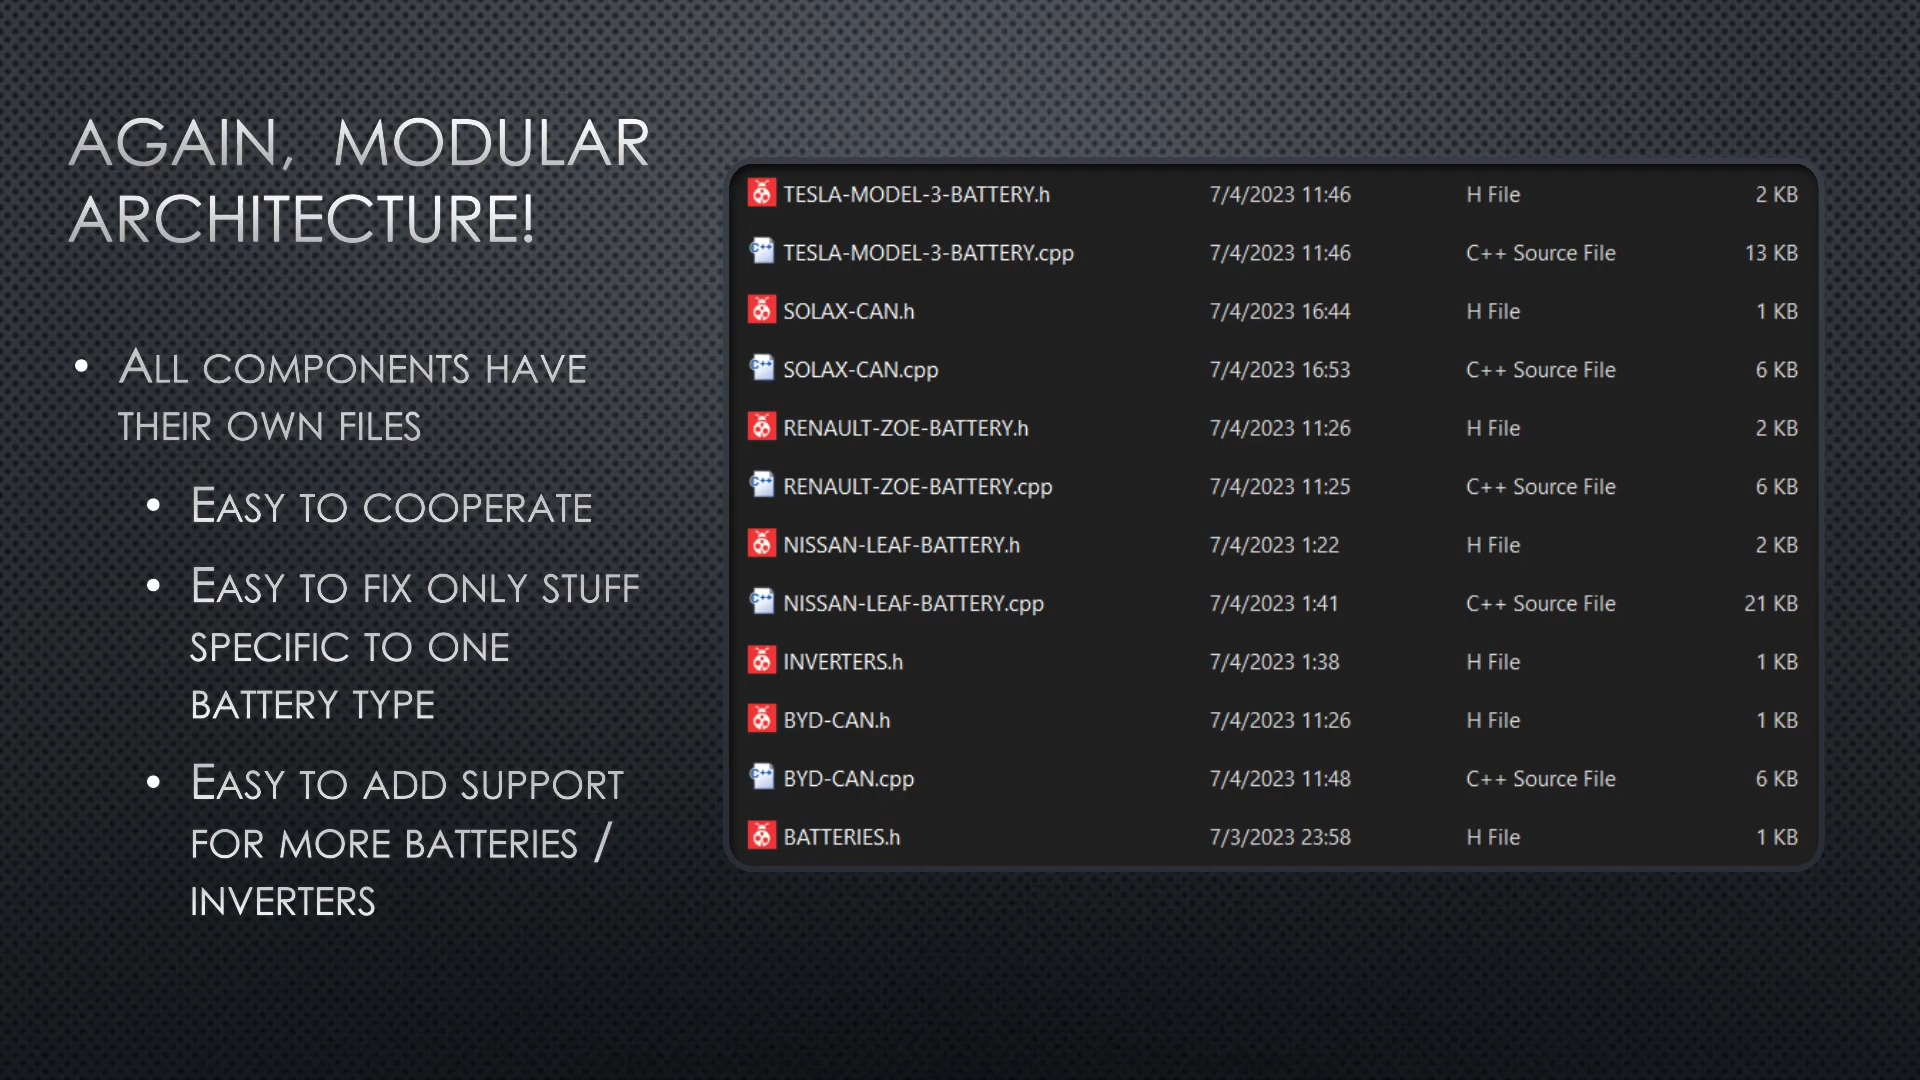 AGAIN, MODULAR
ARCHITECTURE!
• ALL COMPONENTS HAVE
THEIR OWN FILES
• EASY TO COOPERATE
• EASY TO FIX ONLY STUFF
SPECIFIC TO ONE
BATTERY TYPE
• EASY TO ADD SUPPORT
FOR MORE BATTERIES /
INVERTERS
TESLA-MODEL-3-BATTERY.h 7/4/2023 11:46 H File 2 KB
TESLA-MODEL-3-BATTERY.cpp 7/4/2023 11:46 C++ Source File 13 KB
SOLAX-CAN.h 7/4/2023 16:44 H File 1 KB
SOLAX-CAN.cpp 7/4/2023 16:53 C++ Source File 6 KB
RENAULT-ZOE-BATTERY.h 7/4/2023 11:26 H File 2 KB
RENAULT-ZOE-BATTERY.cpp 7/4/2023 11:25 C++ Source File 6 KB
NISSAN-LEAF-BATTERY.h 7/4/2023 1:22 H File 2 KB
NISSAN-LEAF-BATTERY.cpp 7/4/2023 1:41 C++ Source File 21 KB
INVERTERS.h 7/4/2023 1:38 H File 1 KB
BYD-CAN.h 7/4/2023 11:26 H File 1 KB
BYD-CAN.cpp 7/4/2023 11:48 C++ Source File 6 KB
BATTERIES.h 7/3/2023 23:58 H File 1 KB